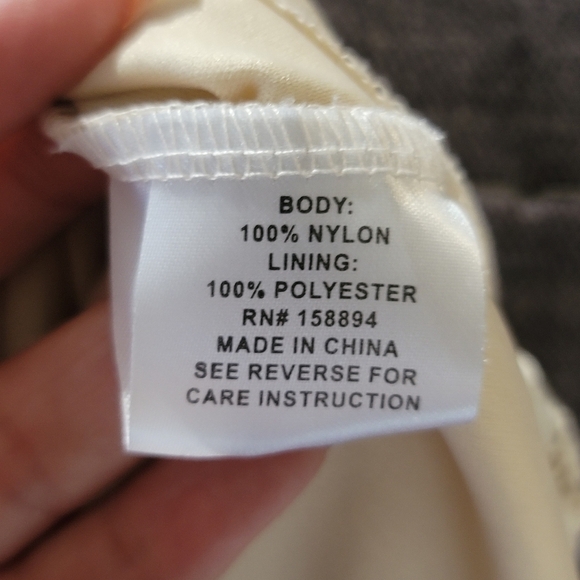 BODY:
100% NYLON
LINING:
100% POLYESTER
RN# 158894
MADE IN CHINA
SEE REVERSE FOR
CARE INSTRUCTION